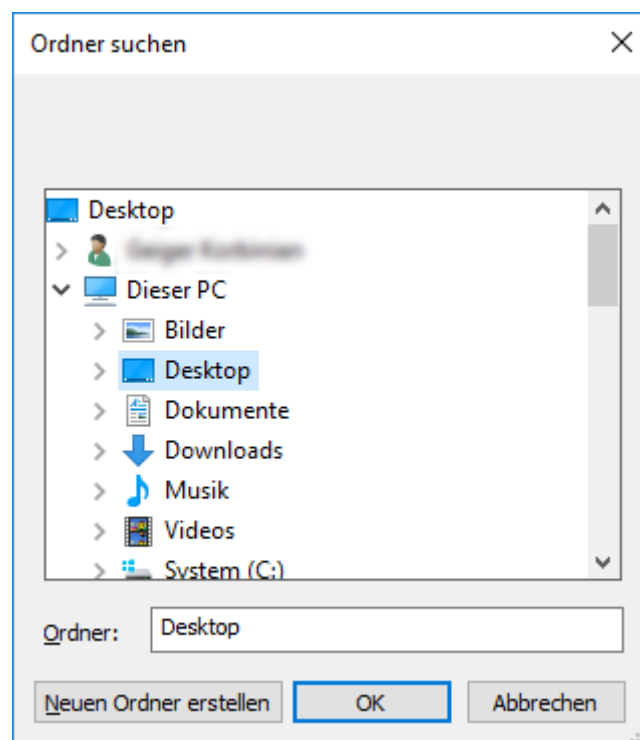 Ordner suchen
Desktop
Dieser PC
Bilder
Desktop
Dokumente
Downloads
Musik
Videos
System (C:)
Ordner: Desktop
Neuen Ordner erstellen OK Abbrechen